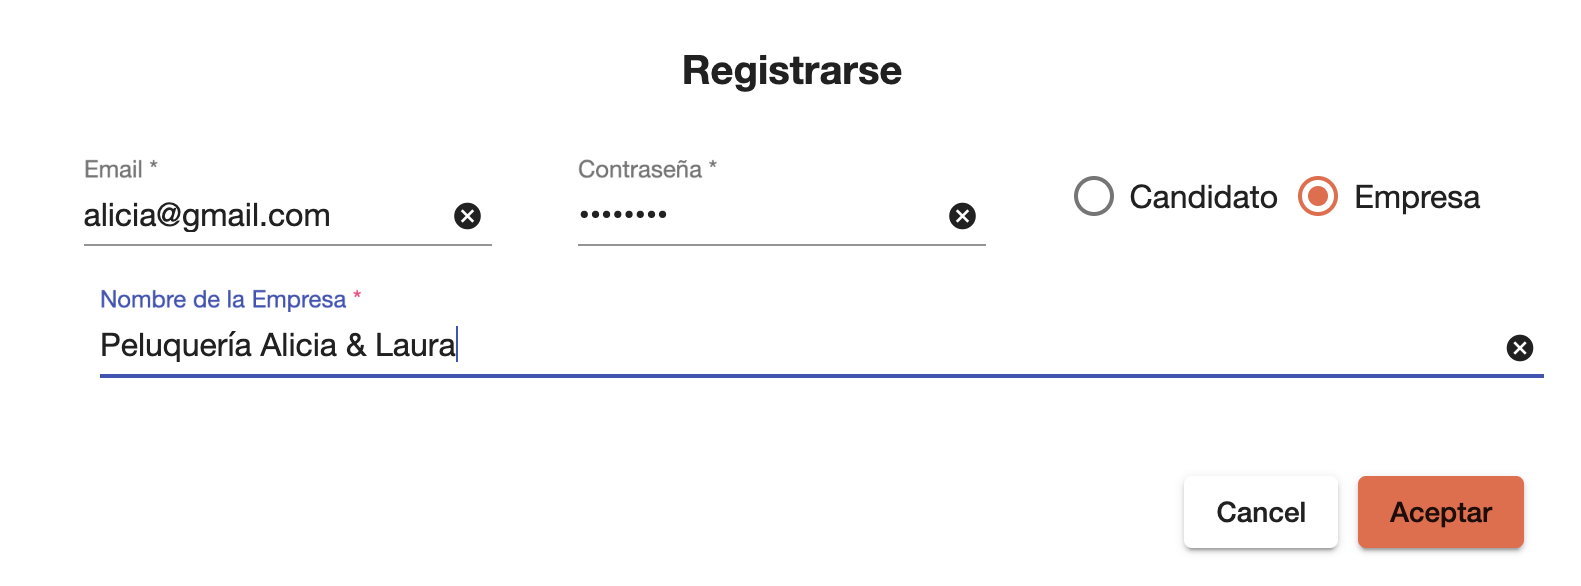 Registrarse
Email * Contraseña *
alicia@gmail.com •••••••• Candidato Empresa
Nombre de la Empresa *
Peluquería Alicia & Laura
Cancel Aceptar